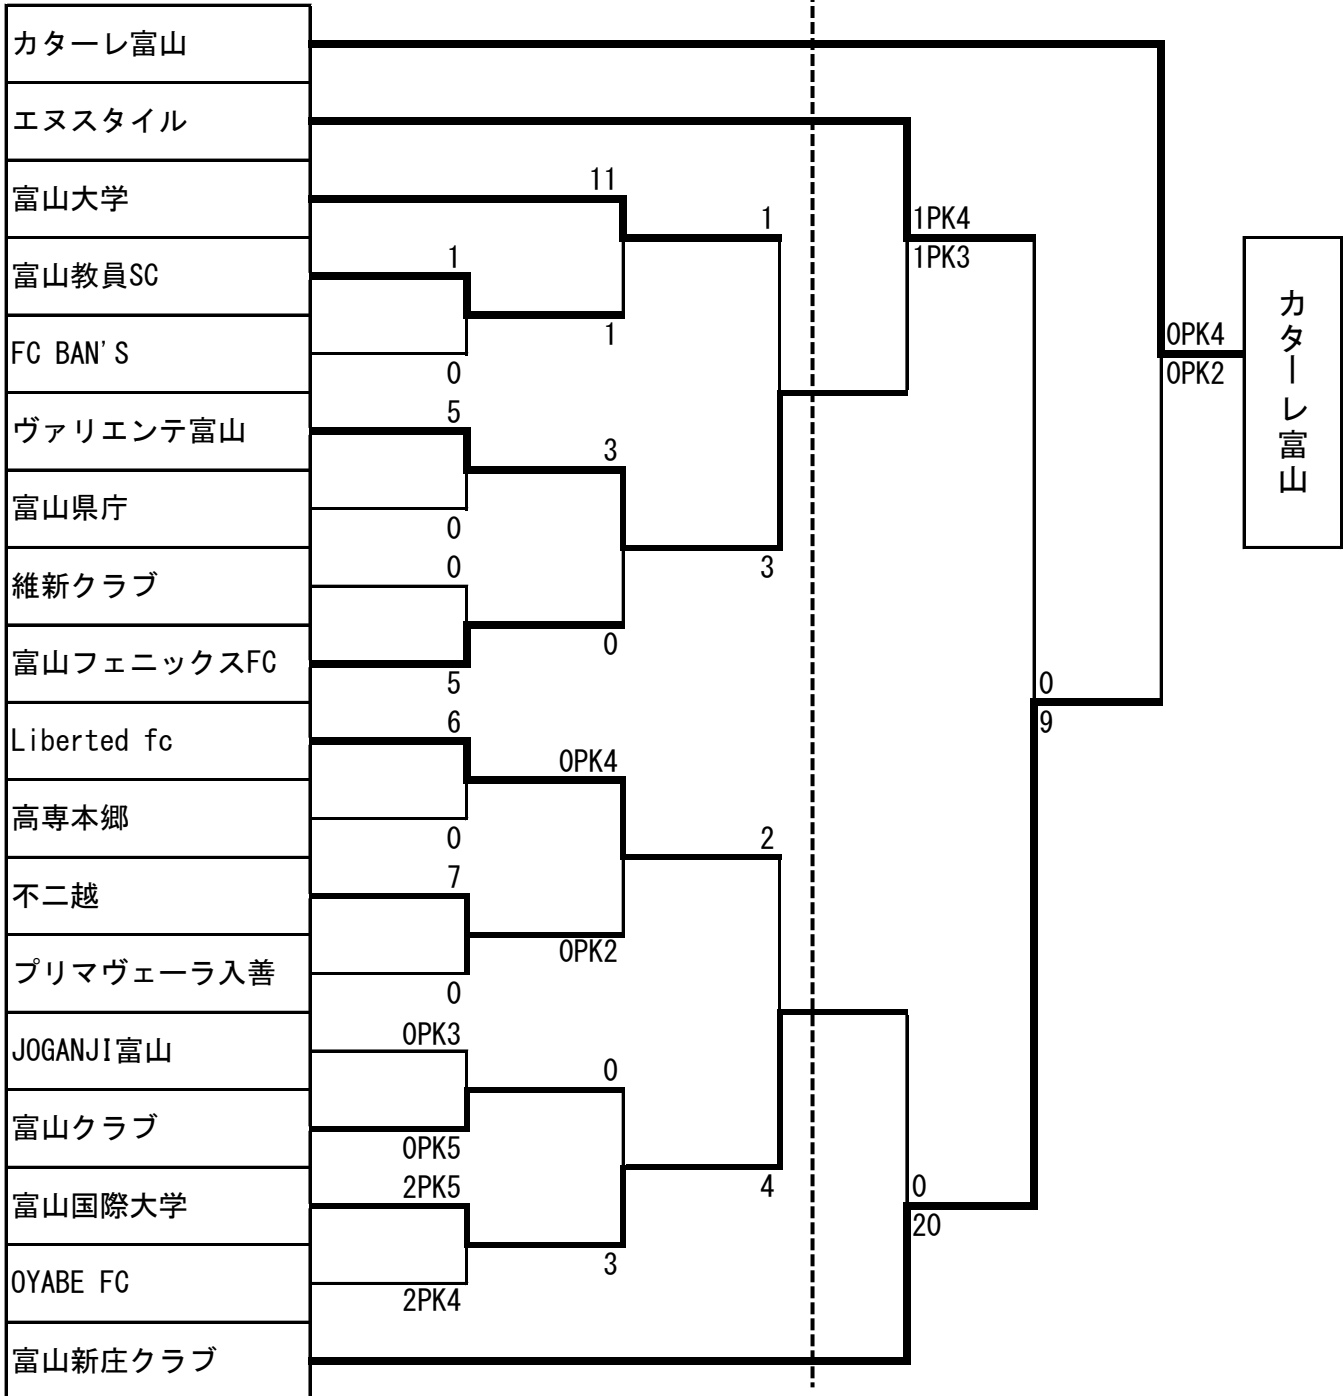 カターレ富山
エヌスタイル
11
富山大学
1
1PK4
1
1PK3
富山教員SC
カターレ富山
1
0PK4
FC BAN'S
0
0PK2
5
ヴァリエンテ富山
3
富山県庁
0
0
3
維新クラブ
0
富山フェニックスFC
5
0
6
9
Liberted fc
0PK4
高専本郷
0
2
7
不二越
0PK2
プリマヴェーラ入善
0
0PK3
JOGANJI富山
0
富山クラブ
0PK5
2PK5
4
0
富山国際大学
20
3
OYABE FC
2PK4
富山新庄クラブ